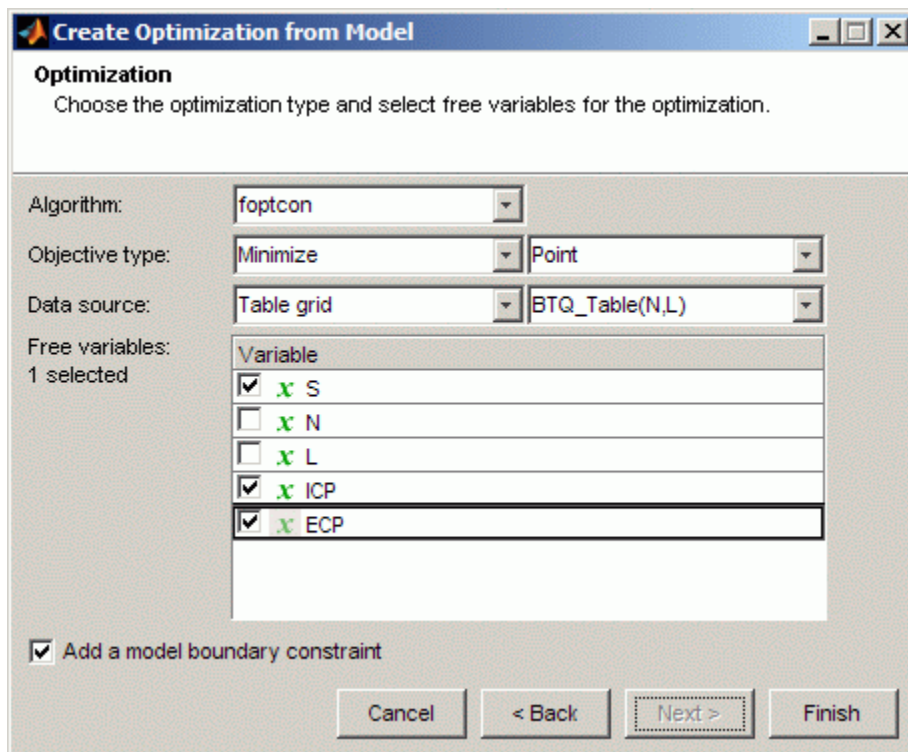 Create Optimization from Model
Optimization
Choose the optimization type and select free variables for the optimization.
Algorithm: foptcon
Objective type: Minimize Point
Data source: Table grid BTQ_Table(N,L)
Free variables: Variable
1 selected
x S
x N
x L
x ICP
x ECP
Add a model boundary constraint
Cancel < Back Next > Finish